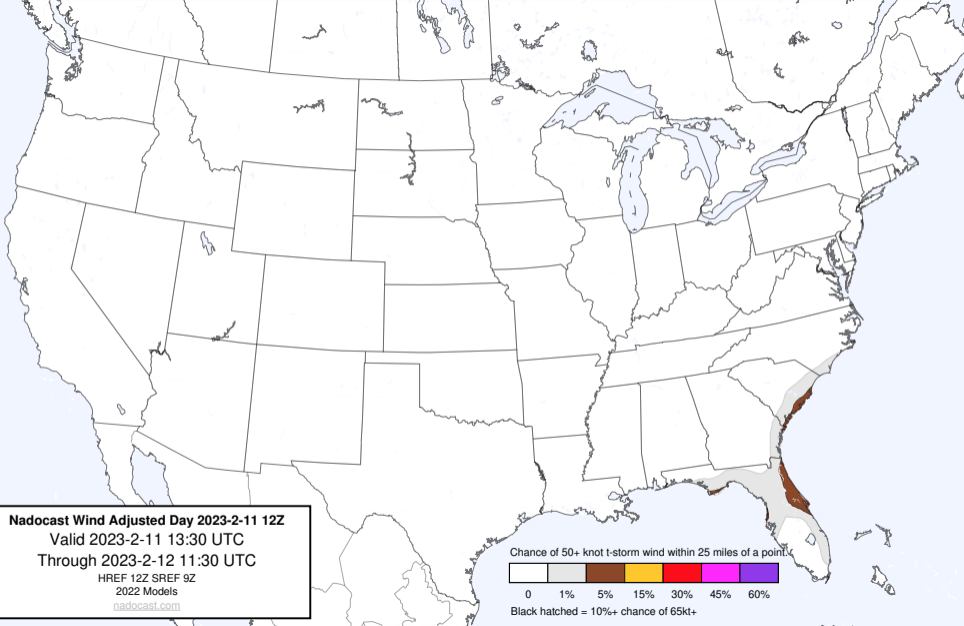 Nadocast Wind Adjusted Day 2023-2-11 12Z
Valid 2023-2-11 13:30 UTC
Through 2023-2-12 11:30 UTC
HREF 12Z SREF 9Z
2022 Models
nadocast.com
Chance of 50+ knot t-storm wind within 25 miles of a point.
0 1% 5% 15% 30% 45% 60%
Black hatched = 10%+ chance of 65kt+